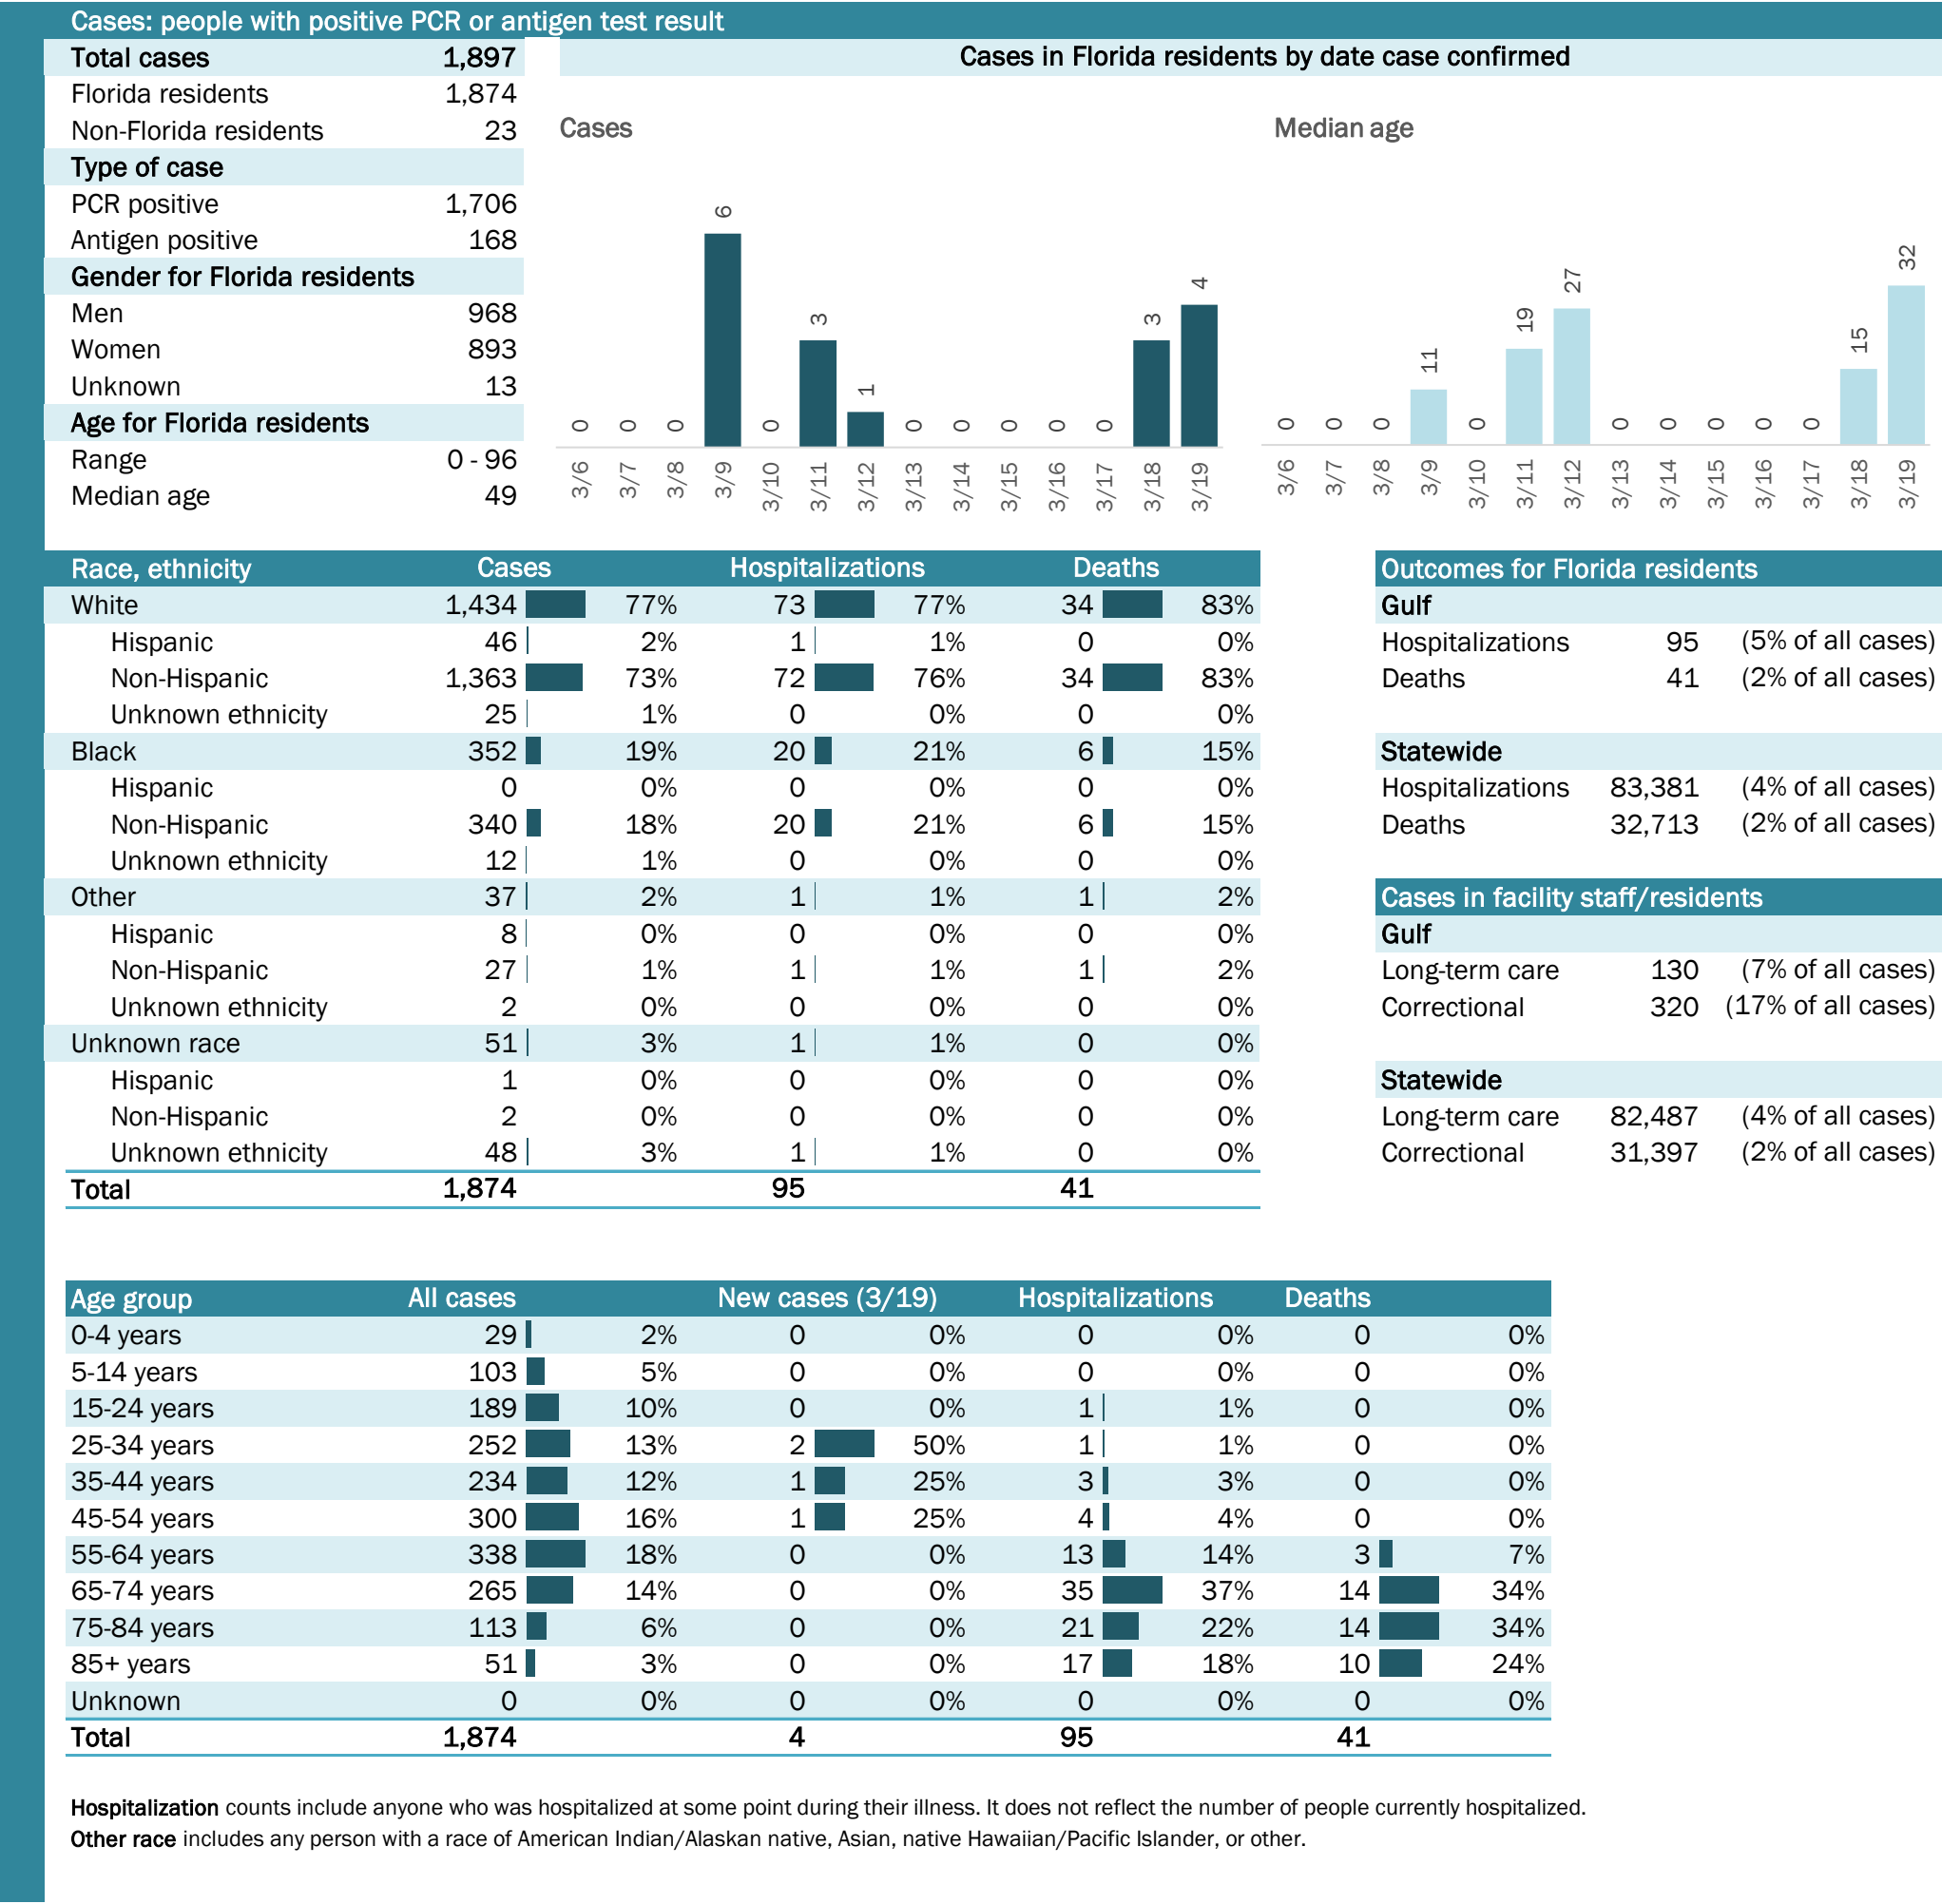 Cases: people with positive PCR or antigen test result
Total cases 1,897
Florida residents 1,874
Non-Florida residents 23
Type of case
PCR positive 1,706
Antigen positive 168
Gender for Florida residents
Men 968
Women 893
Unknown 13
Age for Florida residents
Range 0 - 96
Median age 49
Cases in Florida residents by date case confirmed
Cases
0 0 0 6 0 3 1 0 0 0 0 0 3 4
3/6 3/7 3/8 3/9 3/10 3/11 3/12 3/13 3/14 3/15 3/16 3/17 3/18 3/19
Median age
0 0 0 11 0 19 27 0 0 0 0 0 15 32
3/6 3/7 3/8 3/9 3/10 3/11 3/12 3/13 3/14 3/15 3/16 3/17 3/18 3/19
Race, ethnicity Cases Hospitalizations Deaths
White 1,434 77% 73 77% 34 83%
Hispanic 46 2% 1 1% 0 0%
Non-Hispanic 1,363 73% 72 76% 34 83%
Unknown ethnicity 25 1% 0 0% 0 0%
Black 352 19% 20 21% 6 15%
Hispanic 0 0% 0 0% 0 0%
Non-Hispanic 340 18% 20 21% 6 15%
Unknown ethnicity 12 1% 0 0% 0 0%
Other 37 2% 1 1% 1 2%
Hispanic 8 0% 0 0% 0 0%
Non-Hispanic 27 1% 1 1% 1 2%
Unknown ethnicity 2 0% 0 0% 0 0%
Unknown race 51 3% 1 1% 0 0%
Hispanic 1 0% 0 0% 0 0%
Non-Hispanic 2 0% 0 0% 0 0%
Unknown ethnicity 48 3% 1 1% 0 0%
Total 1,874 95 41
Outcomes for Florida residents
Gulf
Hospitalizations 95 (5% of all cases)
Deaths 41 (2% of all cases)
Statewide
Hospitalizations 83,381 (4% of all cases)
Deaths 32,713 (2% of all cases)
Cases in facility staff/residents
Gulf
Long-term care 130 (7% of all cases)
Correctional 320 (17% of all cases)
Statewide
Long-term care 82,487 (4% of all cases)
Correctional 31,397 (2% of all cases)
Age group All cases New cases (3/19) Hospitalizations Deaths
0-4 years 29 2% 0 0% 0 0% 0 0%
5-14 years 103 5% 0 0% 0 0% 0 0%
15-24 years 189 10% 0 0% 1 1% 0 0%
25-34 years 252 13% 2 50% 1 1% 0 0%
35-44 years 234 12% 1 25% 3 3% 0 0%
45-54 years 300 16% 1 25% 4 4% 0 0%
55-64 years 338 18% 0 0% 13 14% 3 7%
65-74 years 265 14% 0 0% 35 37% 14 34%
75-84 years 113 6% 0 0% 21 22% 14 34%
85+ years 51 3% 0 0% 17 18% 10 24%
Unknown 0 0% 0 0% 0 0% 0 0%
Total 1,874 4 95 41
Hospitalization counts include anyone who was hospitalized at some point during their illness. It does not reflect the number of people currently hospitalized.
Other race includes any person with a race of American Indian/Alaskan native, Asian, native Hawaiian/Pacific Islander, or other.